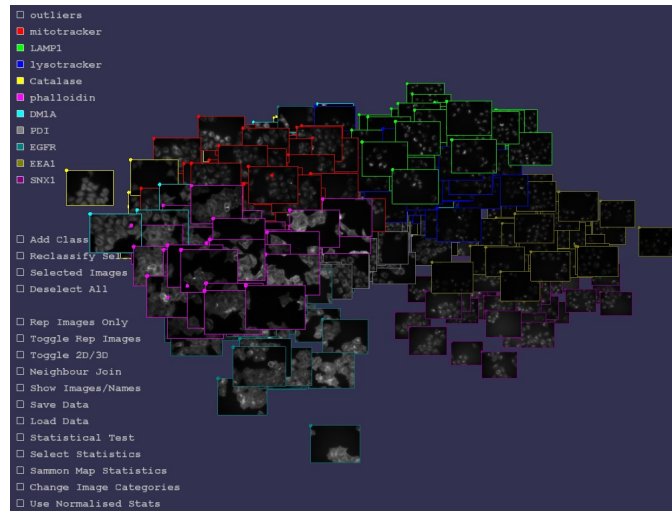 outliers
mitotracker
LAMP1
lysotracker
Catalase
phalloidin
DM1A
PDI
EGFR
EEA1
SNX1
Add Class
Reclassify
Selected Images
Deselect All
Rep Images Only
Toggle Rep Images
Toggle 2D/3D
Neighbour Join
Show Images/Names
Save Data
Load Data
Statistical Test
Select Statistics
Sammon Map Statistics
Change Image Categories
Use Normalised Stats